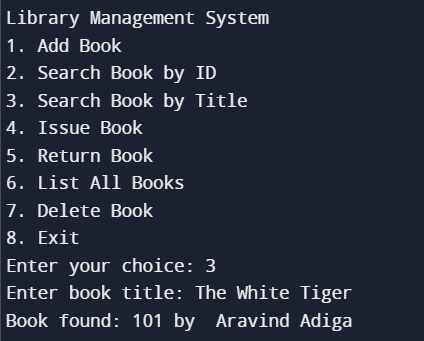 Library Management System
1. Add Book
2. Search Book by ID
3. Search Book by Title
4. Issue Book
5. Return Book
6. List All Books
7. Delete Book
8. Exit
Enter your choice: 3
Enter book title: The White Tiger
Book found: 101 by  Aravind Adiga